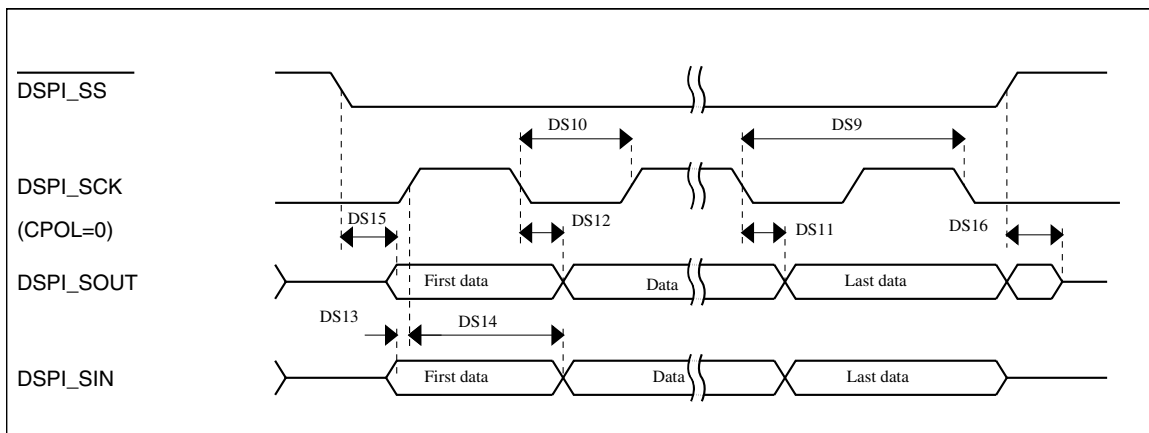 DSPI_SS
DS10
DS9
DSPI_SCK
(CPOL=0)
DS15
DS12
DS11
DS16
DSPI_SOUT
First data
Data
Last data
DS13
DS14
DSPI_SIN
First data
Data
Last data